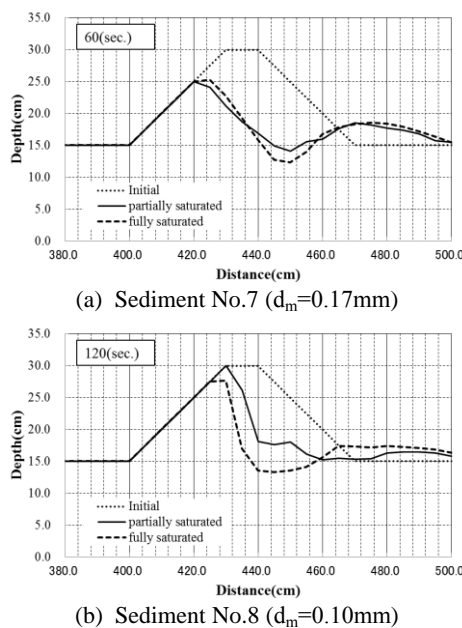 60(sec.)
Depth(cm)
35.0
30.0
25.0
20.0
15.0
10.0
5.0
0.0
Initial
partially saturated
fully saturated
380.0 400.0 420.0 440.0 460.0 480.0 500.0
Distance(cm)
(a) Sediment No.7 (dm=0.17mm)
120(sec.)
Depth(cm)
35.0
30.0
25.0
20.0
15.0
10.0
5.0
0.0
Initial
partially saturated
fully saturated
380.0 400.0 420.0 440.0 460.0 480.0 500.0
Distance(cm)
(b) Sediment No.8 (dm=0.10mm)